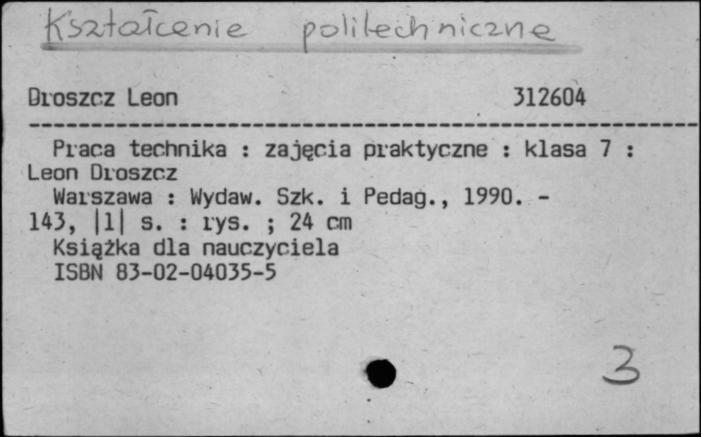 Kształcenie politechniczne
Droszcz Leon 312604
Praca technika : zajęcia praktyczne : klasa 7 :
Leon Droszcz
Warszawa : Wydaw. Szk. i Pedag., 1990. -
143, |1| s. : rys. ; 24 cm
Książka dla nauczyciela
ISBN 83-02-04035-5
3